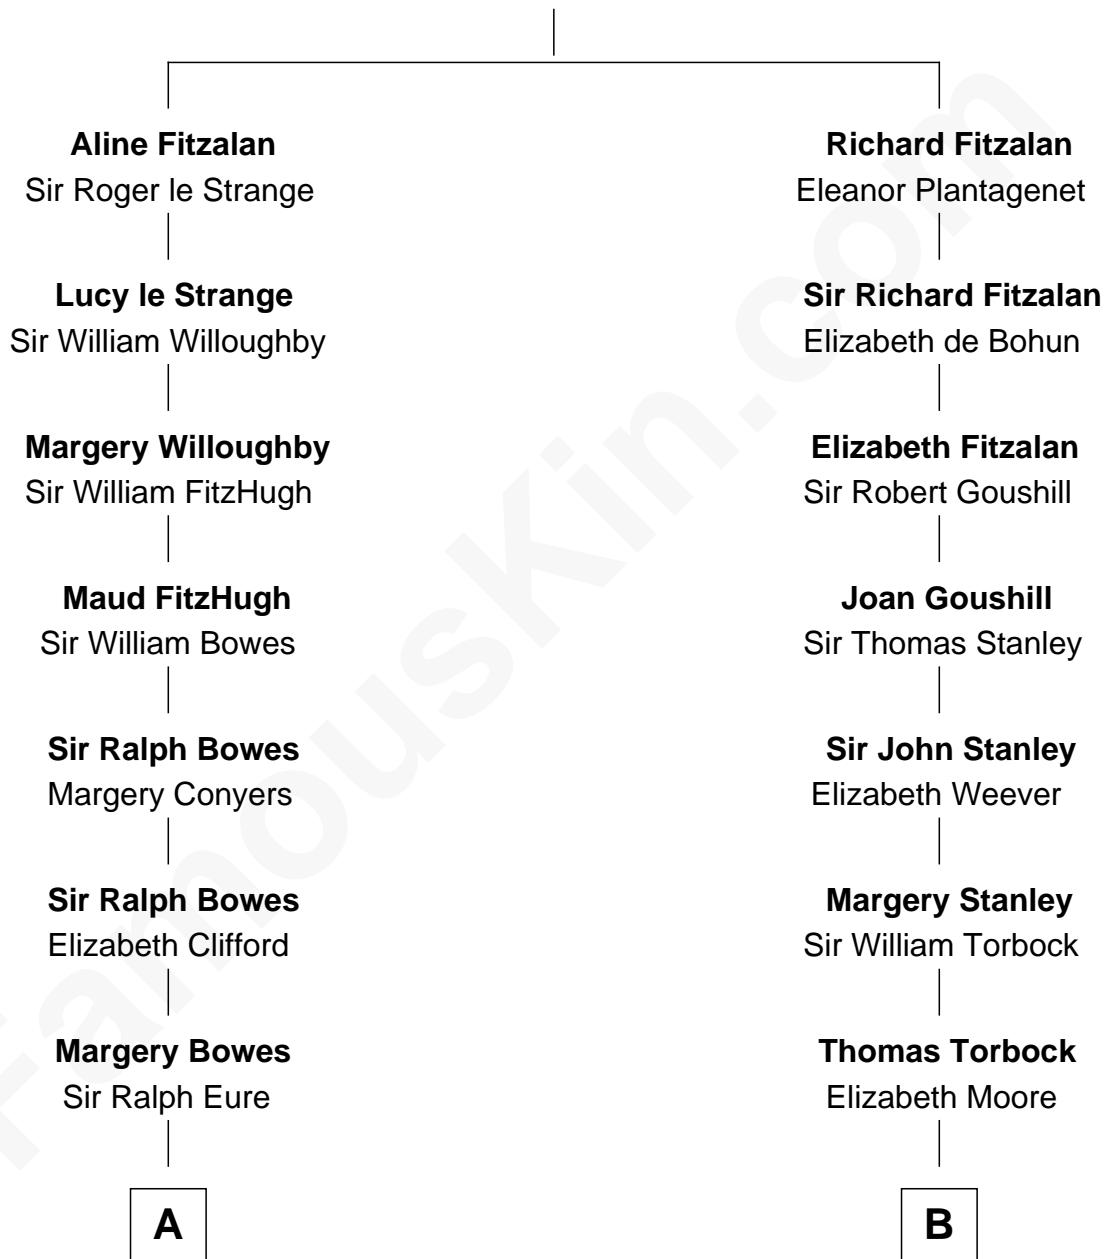 Aline Fitzalan
Sir Roger le Strange
Lucy le Strange
Sir William Willoughby
Margery Willoughby
Sir William FitzHugh
Maud FitzHugh
Sir William Bowes
Sir Ralph Bowes
Margery Conyers
Sir Ralph Bowes
Elizabeth Clifford
Margery Bowes
Sir Ralph Eure
A
Richard Fitzalan
Eleanor Plantagenet
Sir Richard Fitzalan
Elizabeth de Bohun
Elizabeth Fitzalan
Sir Robert Goushill
Joan Goushill
Sir Thomas Stanley
Sir John Stanley
Elizabeth Weever
Margery Stanley
Sir William Torbock
Thomas Torbock
Elizabeth Moore
B
FamousKin.com